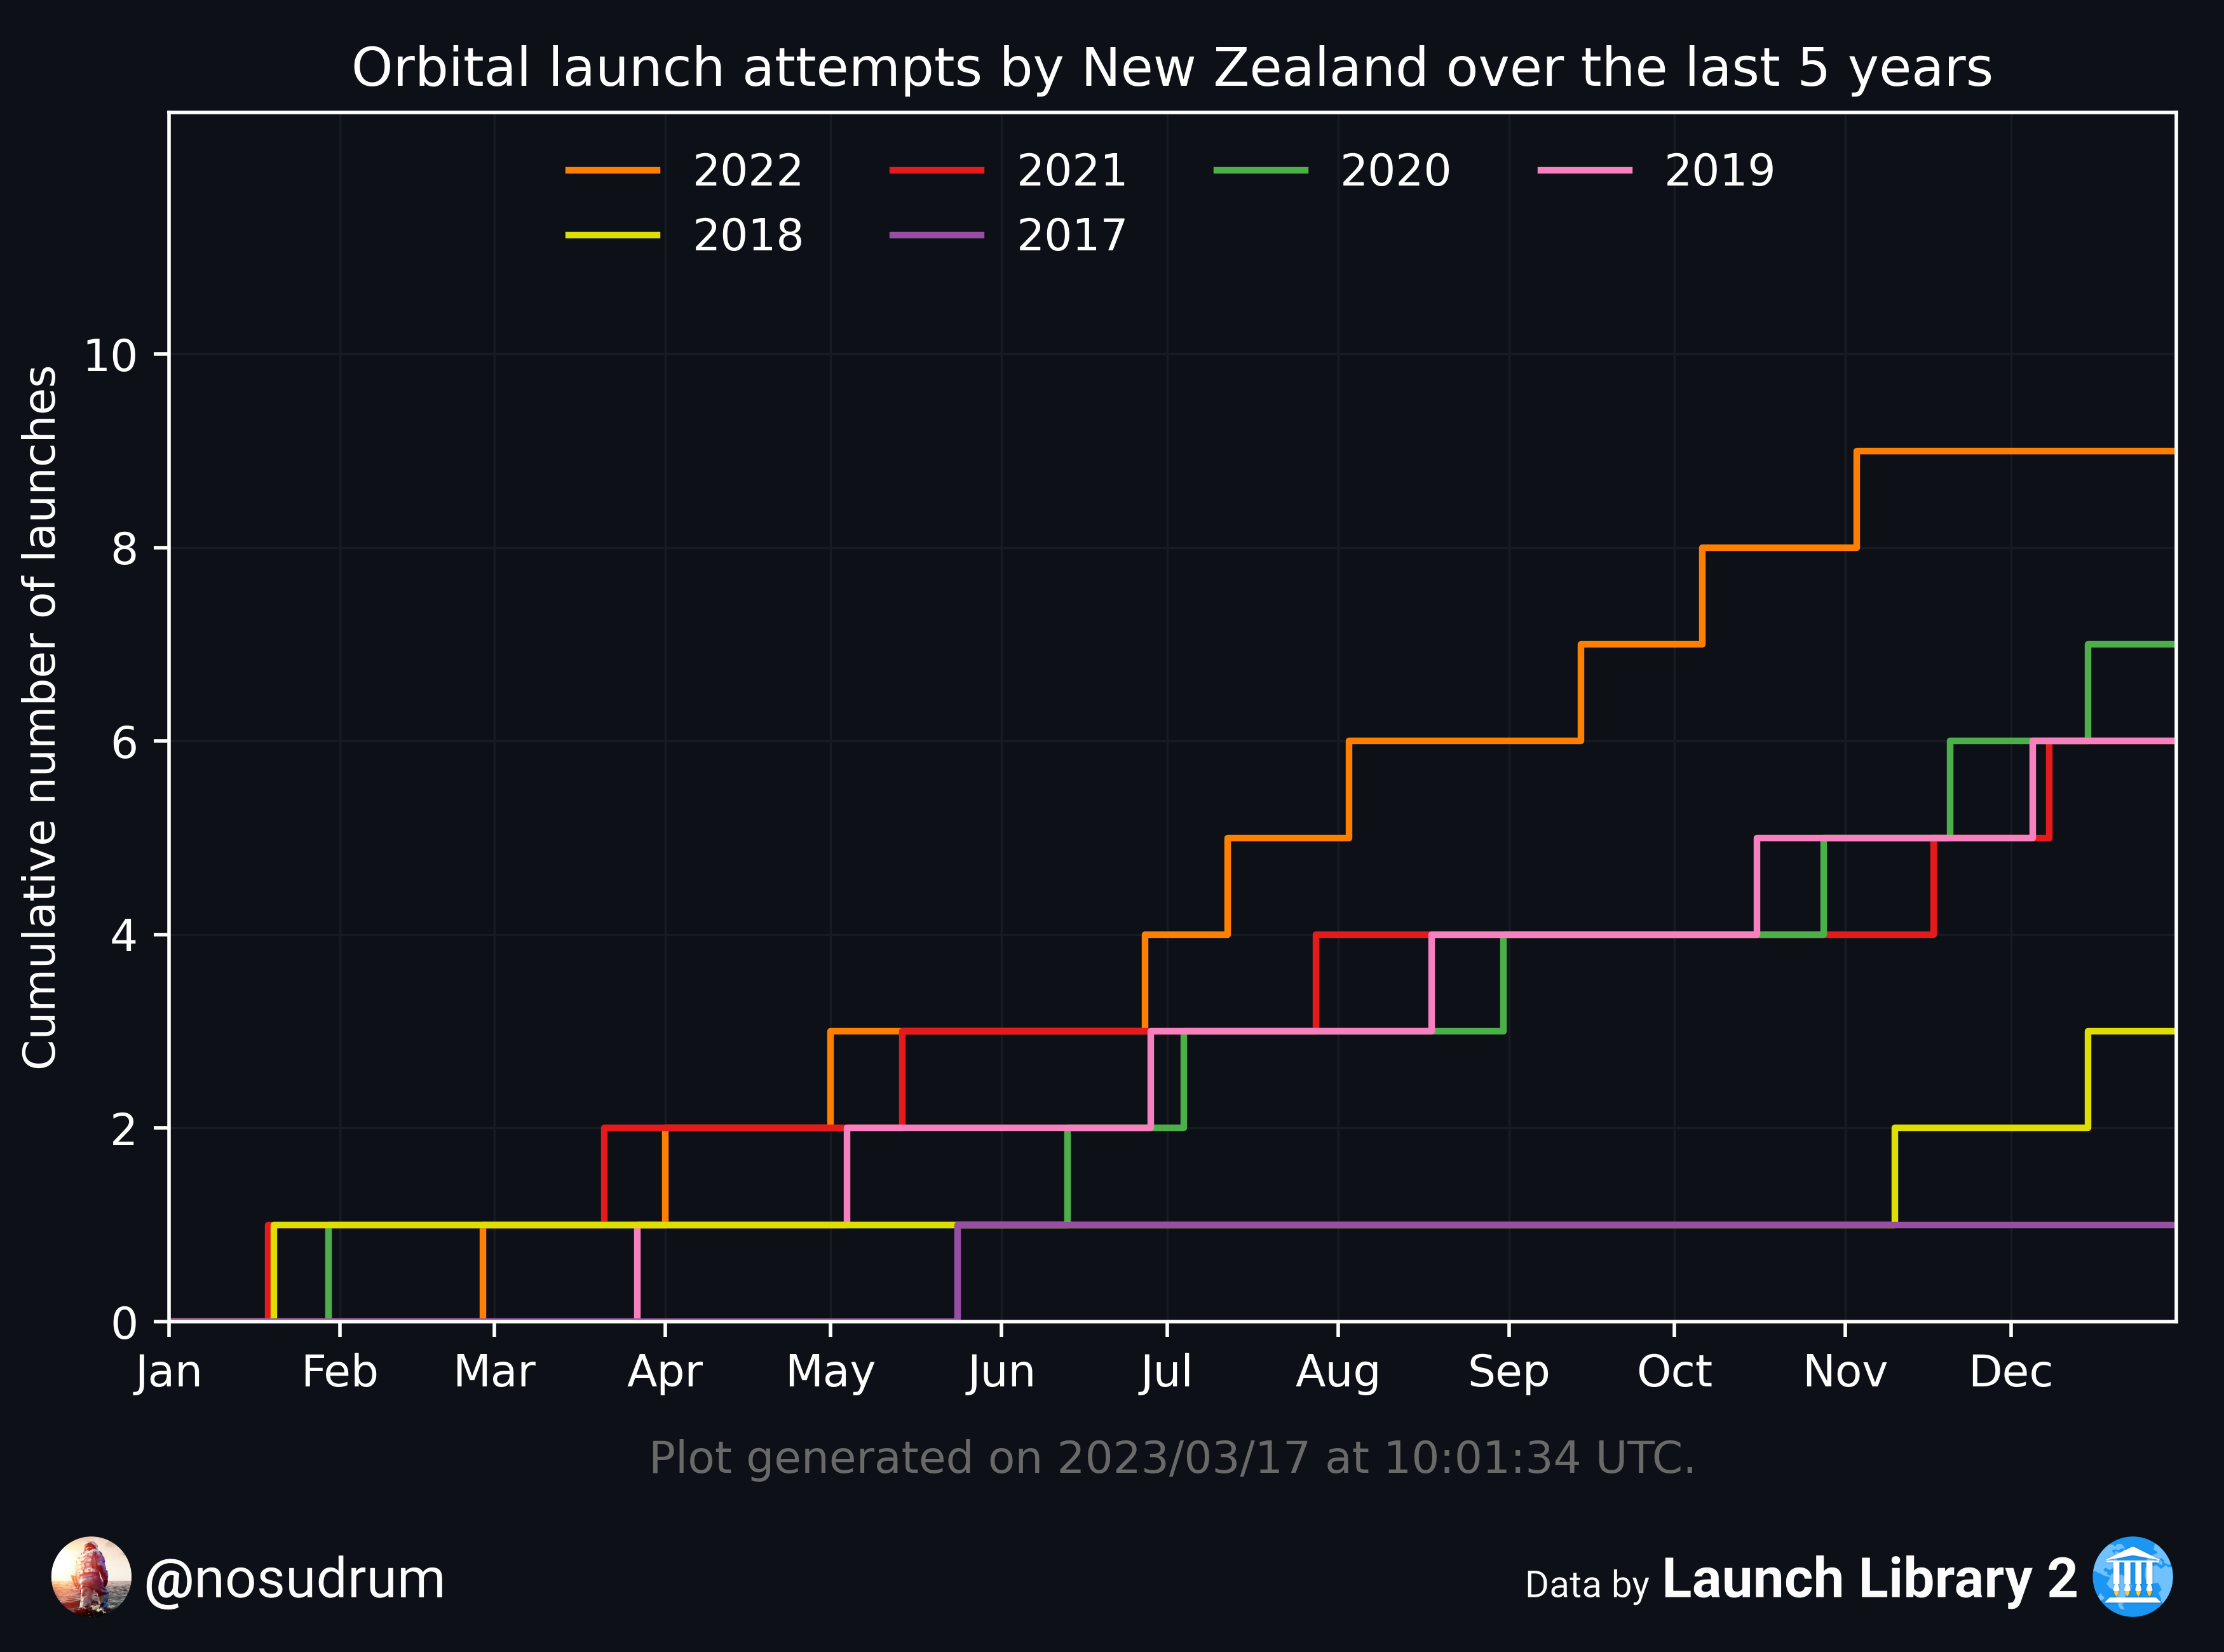 Orbital launch attempts by New Zealand over the last 5 years
2022 2021 2020 2019
2018 2017
Cumulative number of launches
10
8
6
4
2
0
Jan Feb Mar Apr May Jun Jul Aug Sep Oct Nov Dec
Plot generated on 2023/03/17 at 10:01:34 UTC.
@nosudrum
Data by Launch Library 2